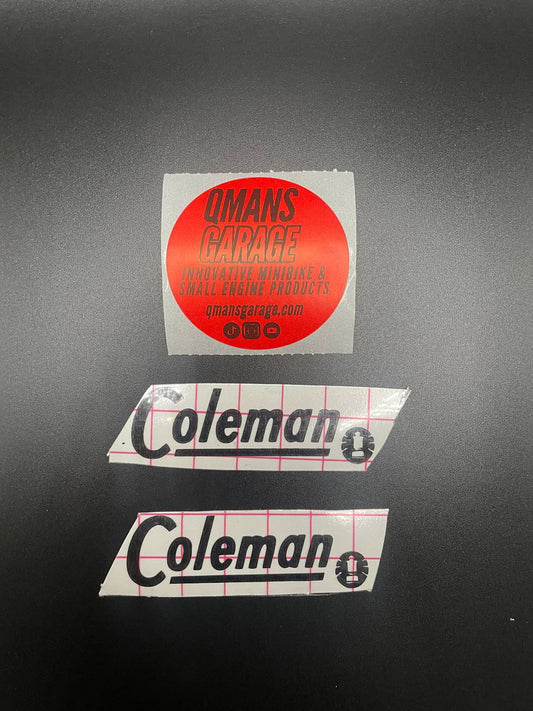 QMANS
GARAGE
INNOVATIVE MINIBIKE &
SMALL ENGINE PRODUCTS
qmansgarage.com
Coleman
Coleman